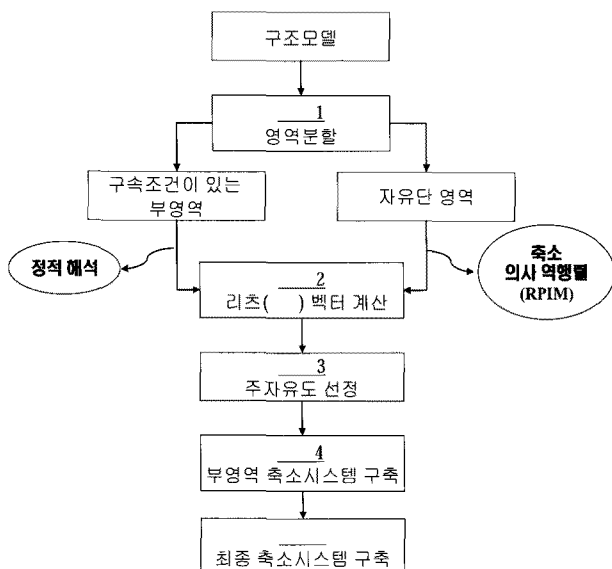 구조모델
1
영역분할
구속조건이 있는
부영역
자유단 영역
정적 해석
축소
의사 역행렬
(RPIM)
2
리츠( ) 벡터 계산
3
주자유도 선정
4
부영역 축소시스템 구축
최종 축소시스템 구축